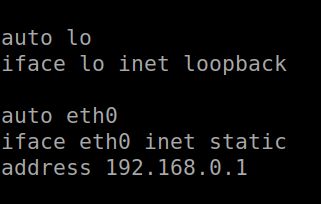 auto lo
iface lo inet loopback
auto eth0
iface eth0 inet static
address 192.168.0.1